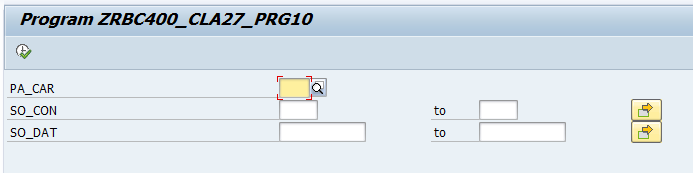 Program ZRBC400_CLA27_PRG10
PA_CAR
SO_CON to
SO_DAT to